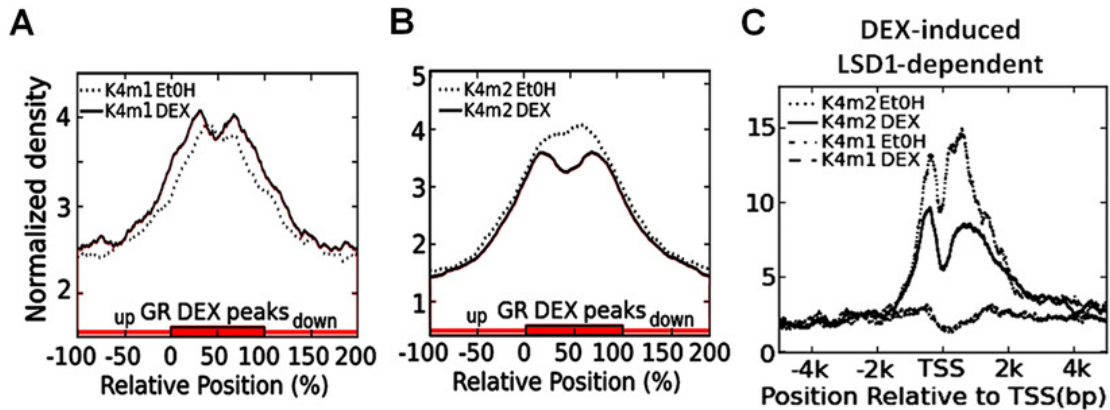 A
Normalized density
K4m1 Et0H
K4m1 DEX
4
3
2
up GR DEX peaks down
-100 -50 0 50 100 150 200
Relative Position (%)
B
K4m2 Et0H
K4m2 DEX
5
4
3
2
1
up GR DEX peaks down
-100 -50 0 50 100 150 200
Relative Position (%)
C
DEX-induced
LSD1-dependent
K4m2 Et0H
K4m2 DEX
K4m1 Et0H
K4m1 DEX
15
10
5
0
-4k -2k TSS 2k 4k
Position Relative to TSS(bp)